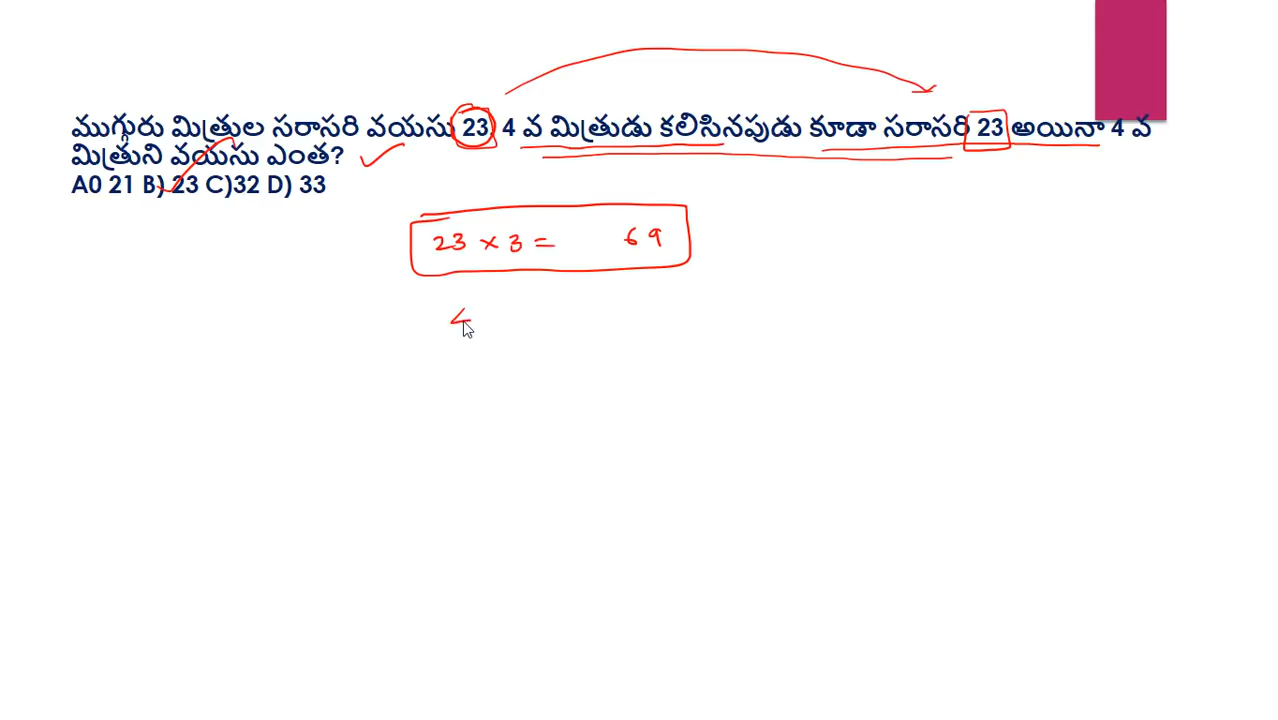 ముగ్గురు మిత్రుల సరాసరి వయసు 23, 4 వ మిత్రుడు కలిసినపుడు కూడా సరాసరి 23 అయినా 4 వ
మిత్రుని వయసు ఎంత?
A0 21 B) 23 C)32 D) 33
23 × 3 = 69